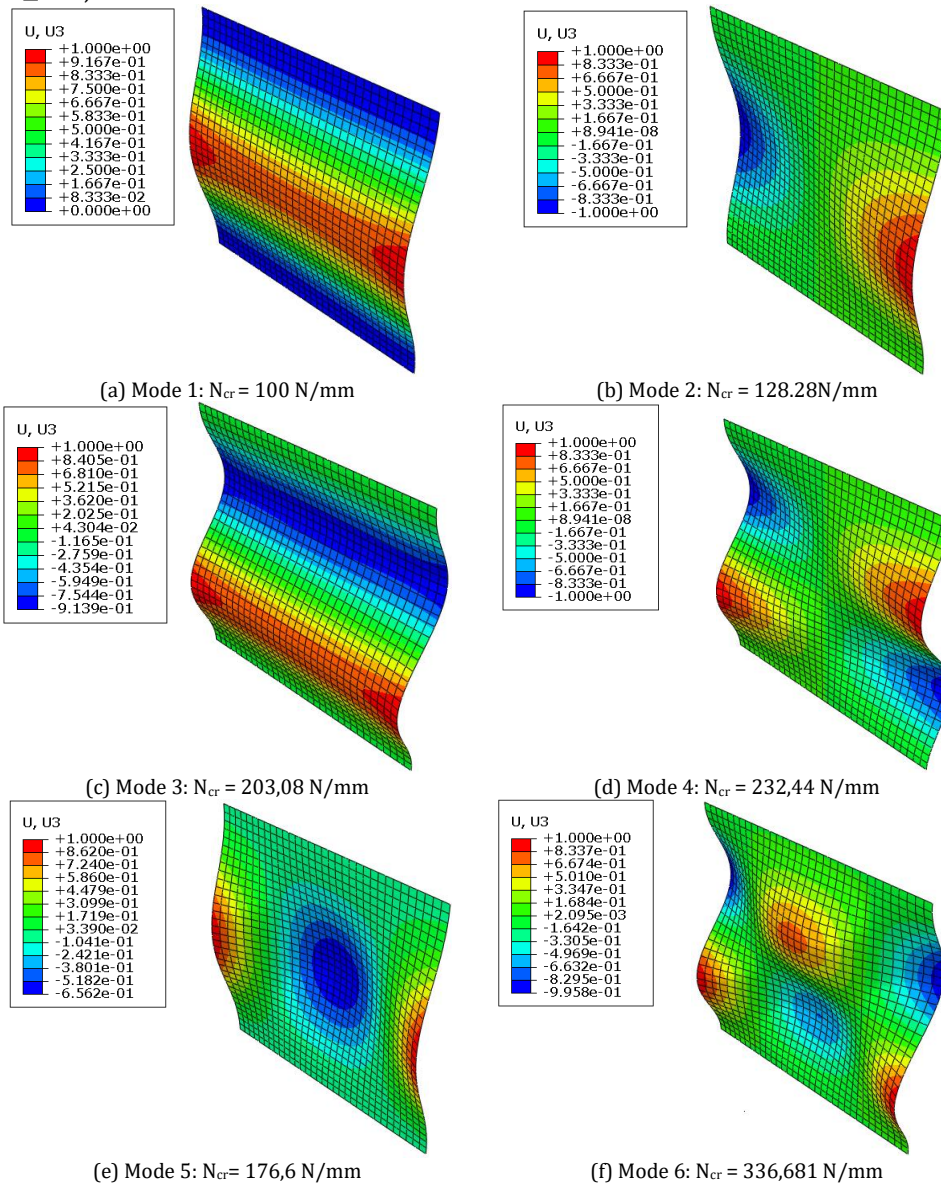 U, U3
+1.000e+00
+9.167e-01
+8.333e-01
+7.500e-01
+6.667e-01
+5.833e-01
+5.000e-01
+4.167e-01
+3.333e-01
+2.500e-01
+1.667e-01
+8.333e-02
+0.000e+00
U, U3
+1.000e+00
+8.333e-01
+6.667e-01
+5.000e-01
+3.333e-01
+1.667e-01
+8.941e-08
-1.667e-01
-3.333e-01
-5.000e-01
-6.667e-01
-8.333e-01
-1.000e+00
(a) Mode 1: Ncr = 100 N/mm
(b) Mode 2: Ncr = 128.28N/mm
U, U3
+1.000e+00
+8.405e-01
+6.810e-01
+5.215e-01
+3.620e-01
+2.025e-01
+4.304e-02
-1.165e-01
-2.759e-01
-4.354e-01
-5.949e-01
-7.544e-01
-9.139e-01
U, U3
+1.000e+00
+8.333e-01
+6.667e-01
+5.000e-01
+3.333e-01
+1.667e-01
+8.941e-08
-1.667e-01
-3.333e-01
-5.000e-01
-6.667e-01
-8.333e-01
-1.000e+00
(c) Mode 3: Ncr = 203,08 N/mm
(d) Mode 4: Ncr = 232,44 N/mm
U, U3
+1.000e+00
+8.620e-01
+7.240e-01
+5.860e-01
+4.479e-01
+3.099e-01
+1.719e-01
+3.390e-02
-1.041e-01
-2.421e-01
-3.801e-01
-5.182e-01
-6.562e-01
U, U3
+1.000e+00
+8.337e-01
+6.674e-01
+5.010e-01
+3.347e-01
+1.684e-01
+2.095e-03
-1.642e-01
-3.305e-01
-4.969e-01
-6.632e-01
-8.295e-01
-9.958e-01
(e) Mode 5: Ncr= 176,6 N/mm
(f) Mode 6: Ncr = 336,681 N/mm